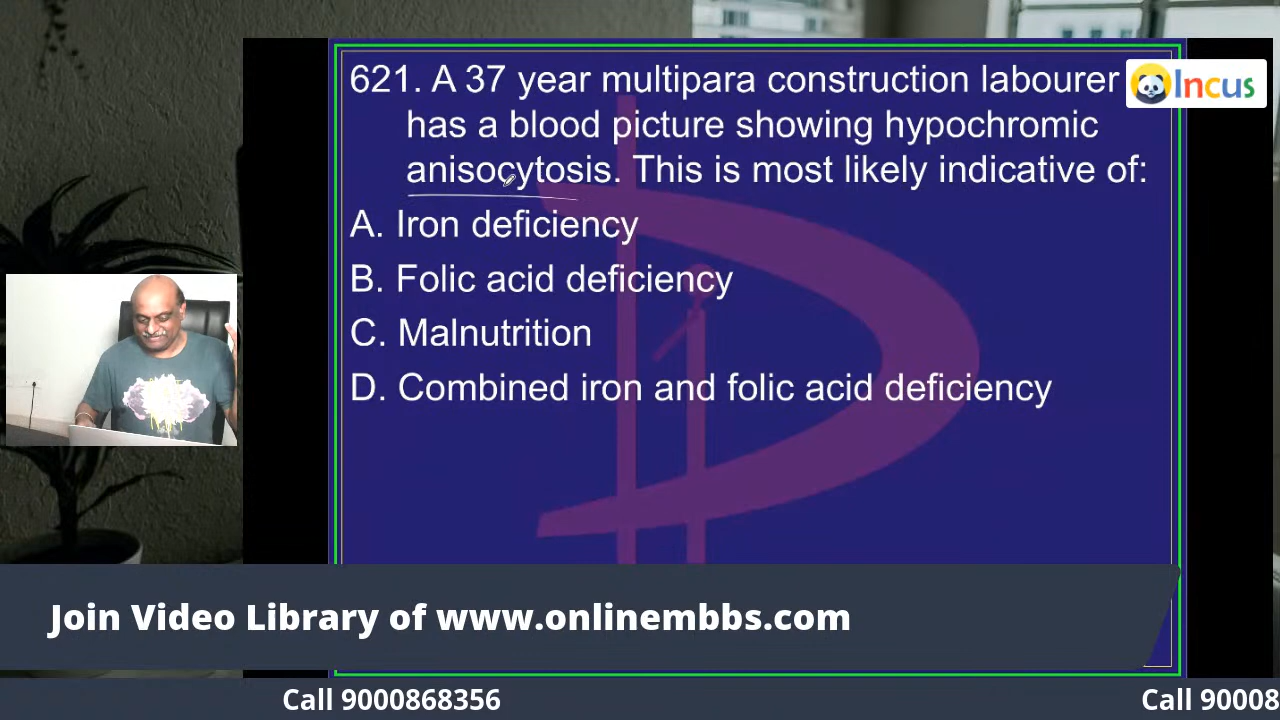 621. A 37 year multipara construction labourer
has a blood picture showing hypochromic
anisocytosis. This is most likely indicative of:
A. Iron deficiency
B. Folic acid deficiency
C. Malnutrition
D. Combined iron and folic acid deficiency
Incus
Join Video Library of www.onlinembbs.com
Call 9000868356
Call 90008